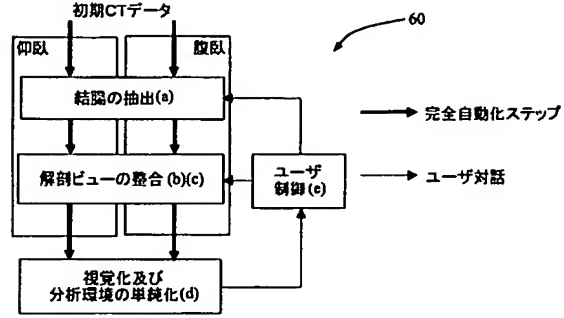 初期CTデータ
60
仰臥
腹臥
結腸の抽出(a)
完全自動化ステップ
解剖ビューの整合(b)(c)
ユーザ
制御(e)
ユーザ対話
視覚化及び
分析環境の単純化(d)